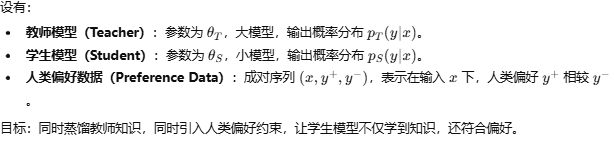 设有：
• 教师模型（Teacher）：参数为 θ_T，大模型，输出概率分布 p_T(y|x)。
• 学生模型（Student）：参数为 θ_S，小模型，输出概率分布 p_S(y|x)。
• 人类偏好数据（Preference Data）：成对序列 (x, y⁺, y⁻)，表示在输入 x 下，人类偏好 y⁺ 相较 y⁻
。
目标：同时蒸馏教师知识，同时引入人类偏好约束，让学生模型不仅学到知识，还符合偏好。